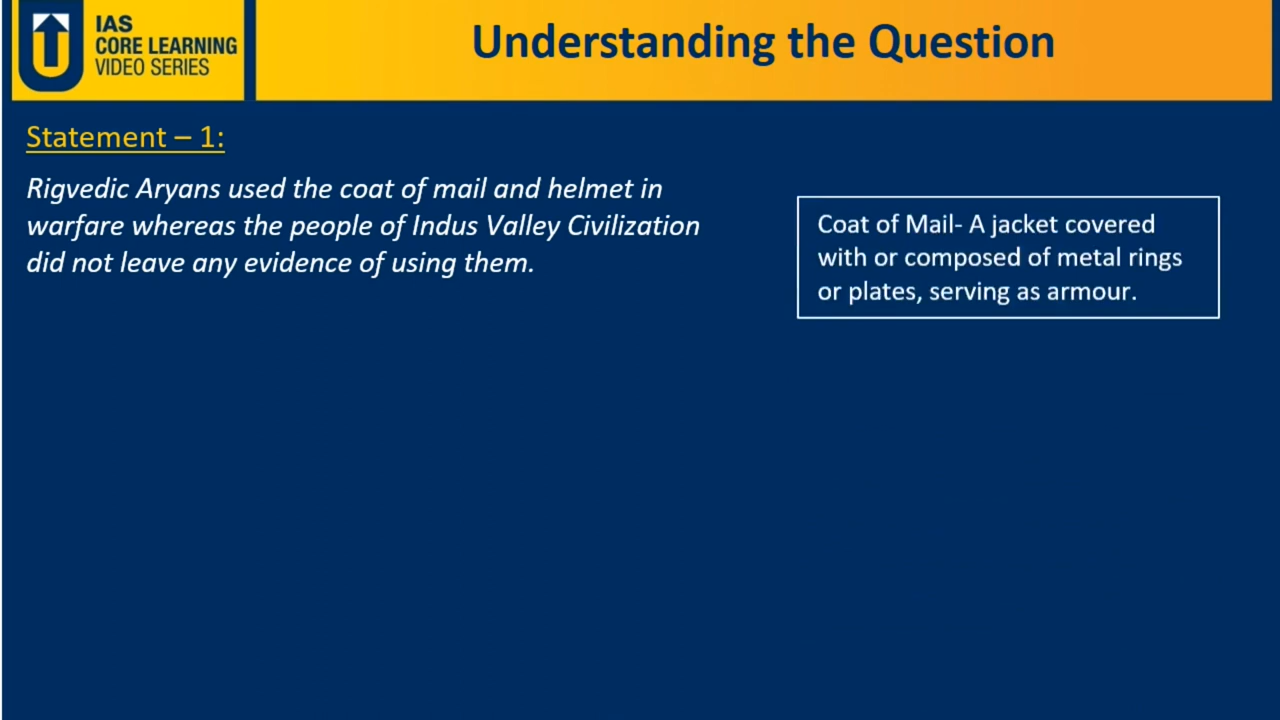 IAS
CORE LEARNING
VIDEO SERIES
Understanding the Question
Statement – 1:
Rigvedic Aryans used the coat of mail and helmet in
warfare whereas the people of Indus Valley Civilization
did not leave any evidence of using them.
Coat of Mail- A jacket covered
with or composed of metal rings
or plates, serving as armour.